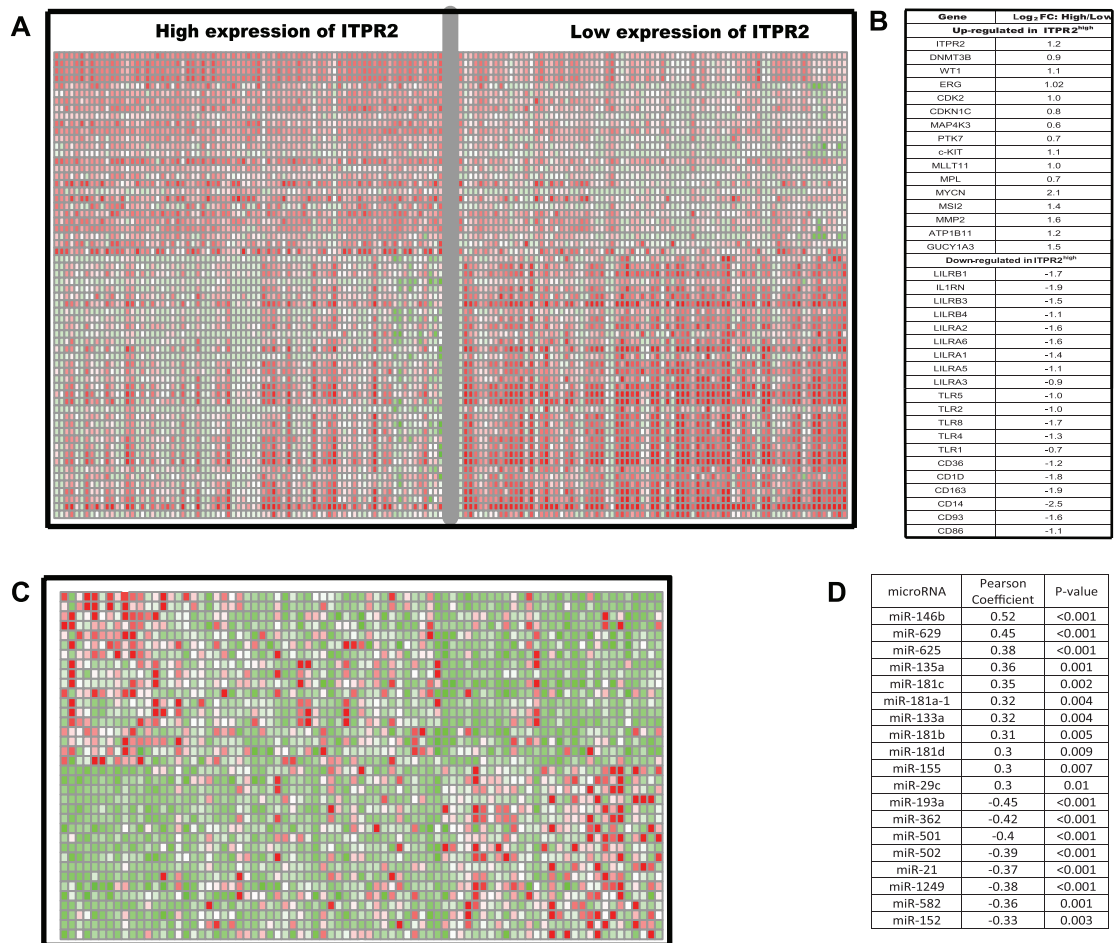 A
High expression of ITPR2
Low expression of ITPR2
B
Gene Log2 FC: High/Low
Up-regulated in ITPR2high
ITPR2 1.2
DNMT3B 0.9
WT1 1.1
ERG 1.02
CDK2 1.0
CDKN1C 0.8
MAP4K3 0.6
PTK7 0.7
c-KIT 1.1
MLLT11 1.0
MPL 0.7
MYCN 2.1
MSI2 1.4
MMP2 1.6
ATP1B11 1.2
GUCY1A3 1.5
Down-regulated in ITPR2high
LILRB1 -1.7
IL1RN -1.9
LILRB3 -1.5
LILRB4 -1.1
LILRA2 -1.6
LILRA6 -1.6
LILRA1 -1.4
LILRA5 -1.1
LILRA3 -0.9
TLR5 -1.0
TLR2 -1.0
TLR8 -1.7
TLR4 -1.3
TLR1 -0.7
CD36 -1.2
CD1D -1.8
CD163 -1.9
CD14 -2.5
CD93 -1.6
CD86 -1.1
C
D
microRNA Pearson Coefficient P-value
miR-146b 0.52 <0.001
miR-629 0.45 <0.001
miR-625 0.38 <0.001
miR-135a 0.36 0.001
miR-181c 0.35 0.002
miR-181a-1 0.32 0.004
miR-133a 0.32 0.004
miR-181b 0.31 0.005
miR-181d 0.3 0.009
miR-155 0.3 0.007
miR-29c 0.3 0.01
miR-193a -0.45 <0.001
miR-362 -0.42 <0.001
miR-501 -0.4 <0.001
miR-502 -0.39 <0.001
miR-21 -0.37 <0.001
miR-1249 -0.38 <0.001
miR-582 -0.36 0.001
miR-152 -0.33 0.003